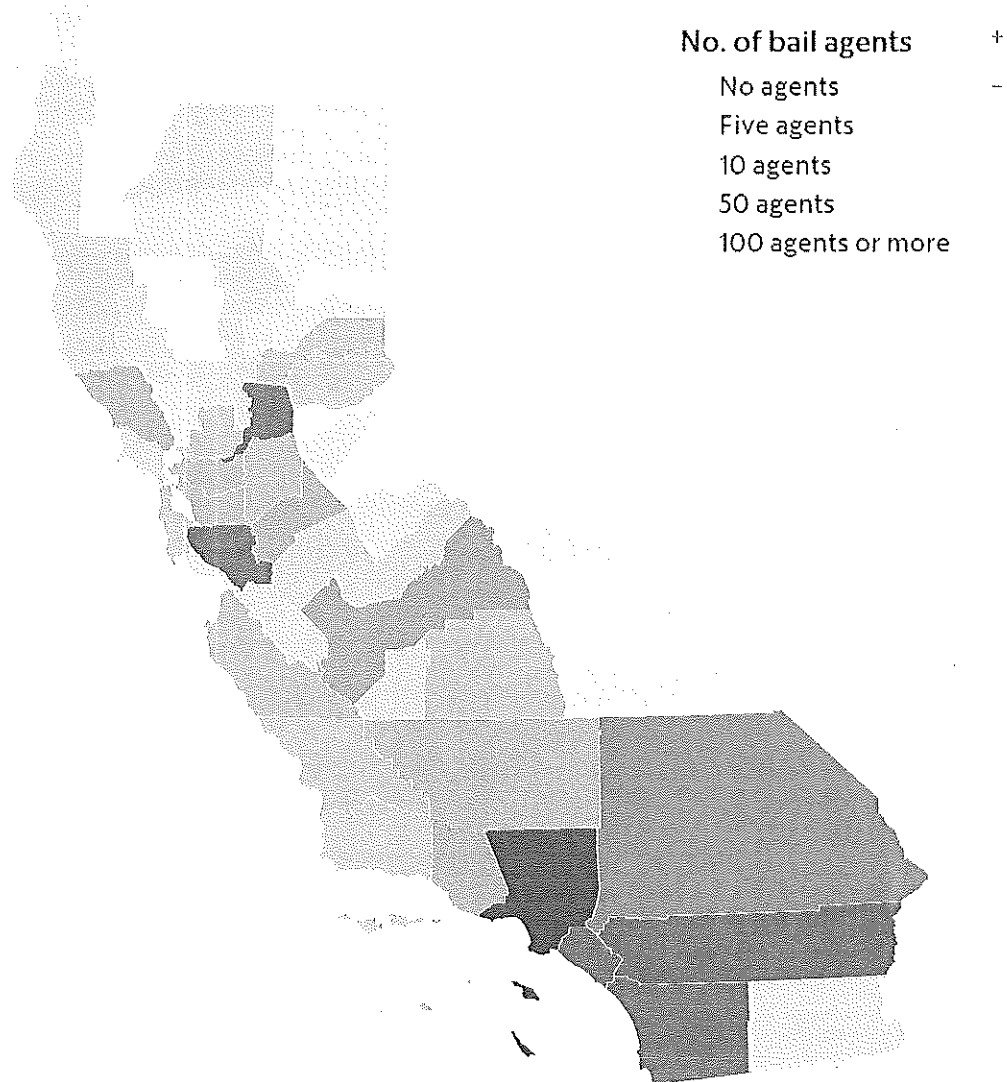 No. of bail agents
+
No agents
-
Five agents
10 agents
50 agents
100 agents or more